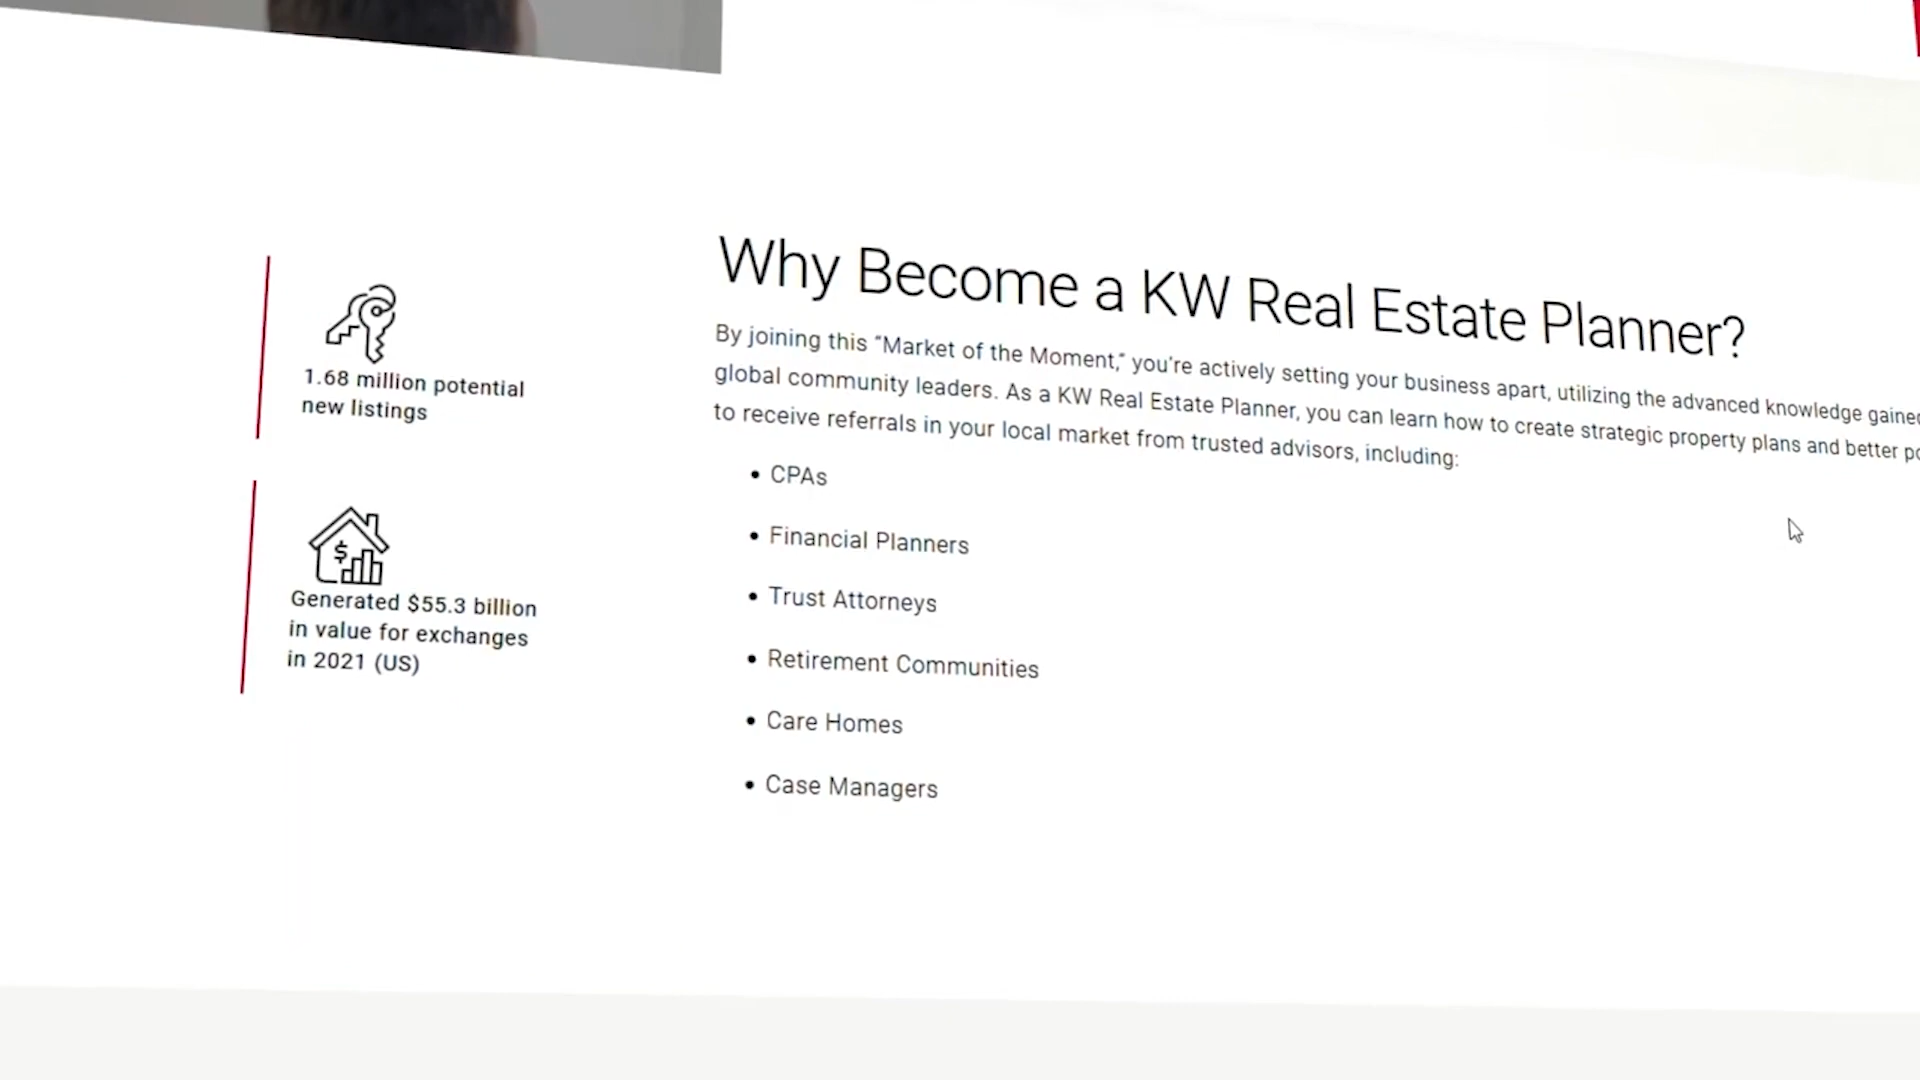 1.68 million potential
new listings
Generated $55.3 billion
in value for exchanges
in 2021 (US)
Why Become a KW Real Estate Planner?
By joining this “Market of the Moment,” you're actively setting your business apart, utilizing the advanced knowledge gained
global community leaders. As a KW Real Estate Planner, you can learn how to create strategic property plans and better
to receive referrals in your local market from trusted advisors, including:
• CPAs
• Financial Planners
• Trust Attorneys
• Retirement Communities
• Care Homes
• Case Managers